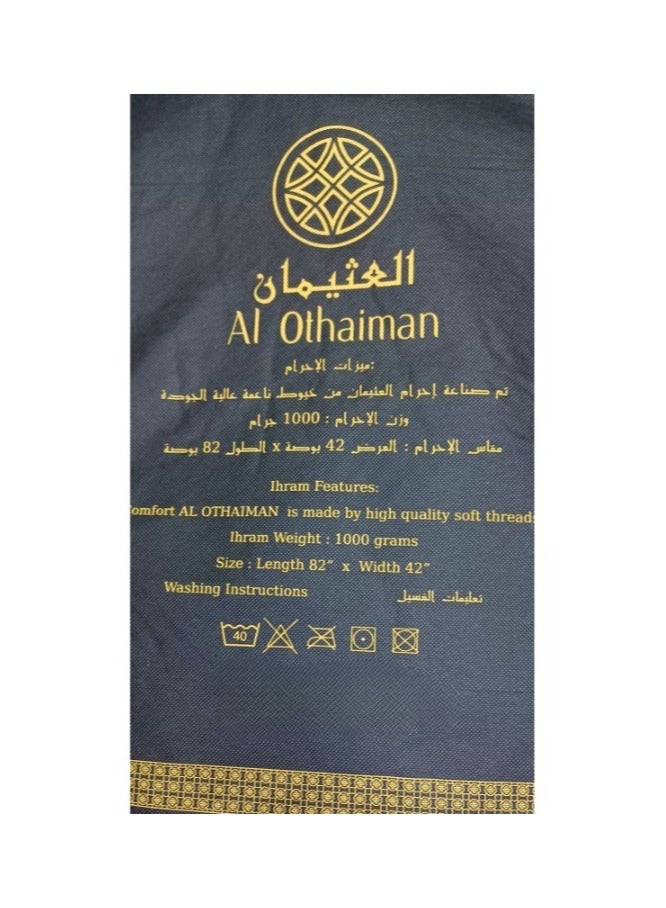 العثيمان
Al Othaiman
ميزات الإحرام:
تم صناعة إحرام العثيمان من خيوط ناعمة عالية الجودة
وزن الإحرام : 1000 جرام
مقاس الإحرام : العرض 42 بوصة x الطول 82 بوصة
Ihram Features:
omfort AL OTHAIMAN is made by high quality soft threads
Ihram Weight : 1000 grams
Size : Length 82” x Width 42”
Washing Instructions تعليمات الغسيل
40